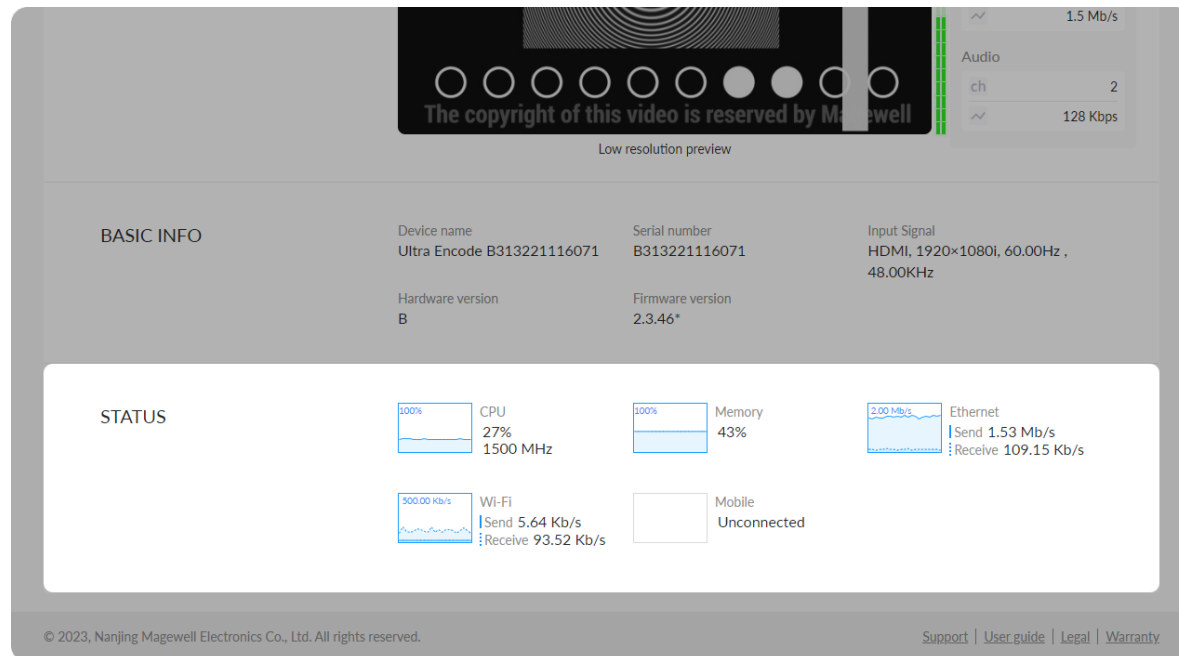 1.5 Mb/s
Audio
ch 2
128 Kbps
The copyright of this video is reserved by Magewell
Low resolution preview
BASIC INFO
Device name
Ultra Encode B313221116071
Serial number
B313221116071
Input Signal
HDMI, 1920×1080i, 60.00Hz ,
48.00KHz
Hardware version
B
Firmware version
2.3.46*
STATUS
100%
CPU
27%
1500 MHz
100%
Memory
43%
2.00 Mb/s
Ethernet
Send 1.53 Mb/s
Receive 109.15 Kb/s
500.00 Kb/s
Wi-Fi
Send 5.64 Kb/s
Receive 93.52 Kb/s
Mobile
Unconnected
© 2023, Nanjing Magewell Electronics Co., Ltd. All rights reserved.
Support | User guide | Legal | Warranty